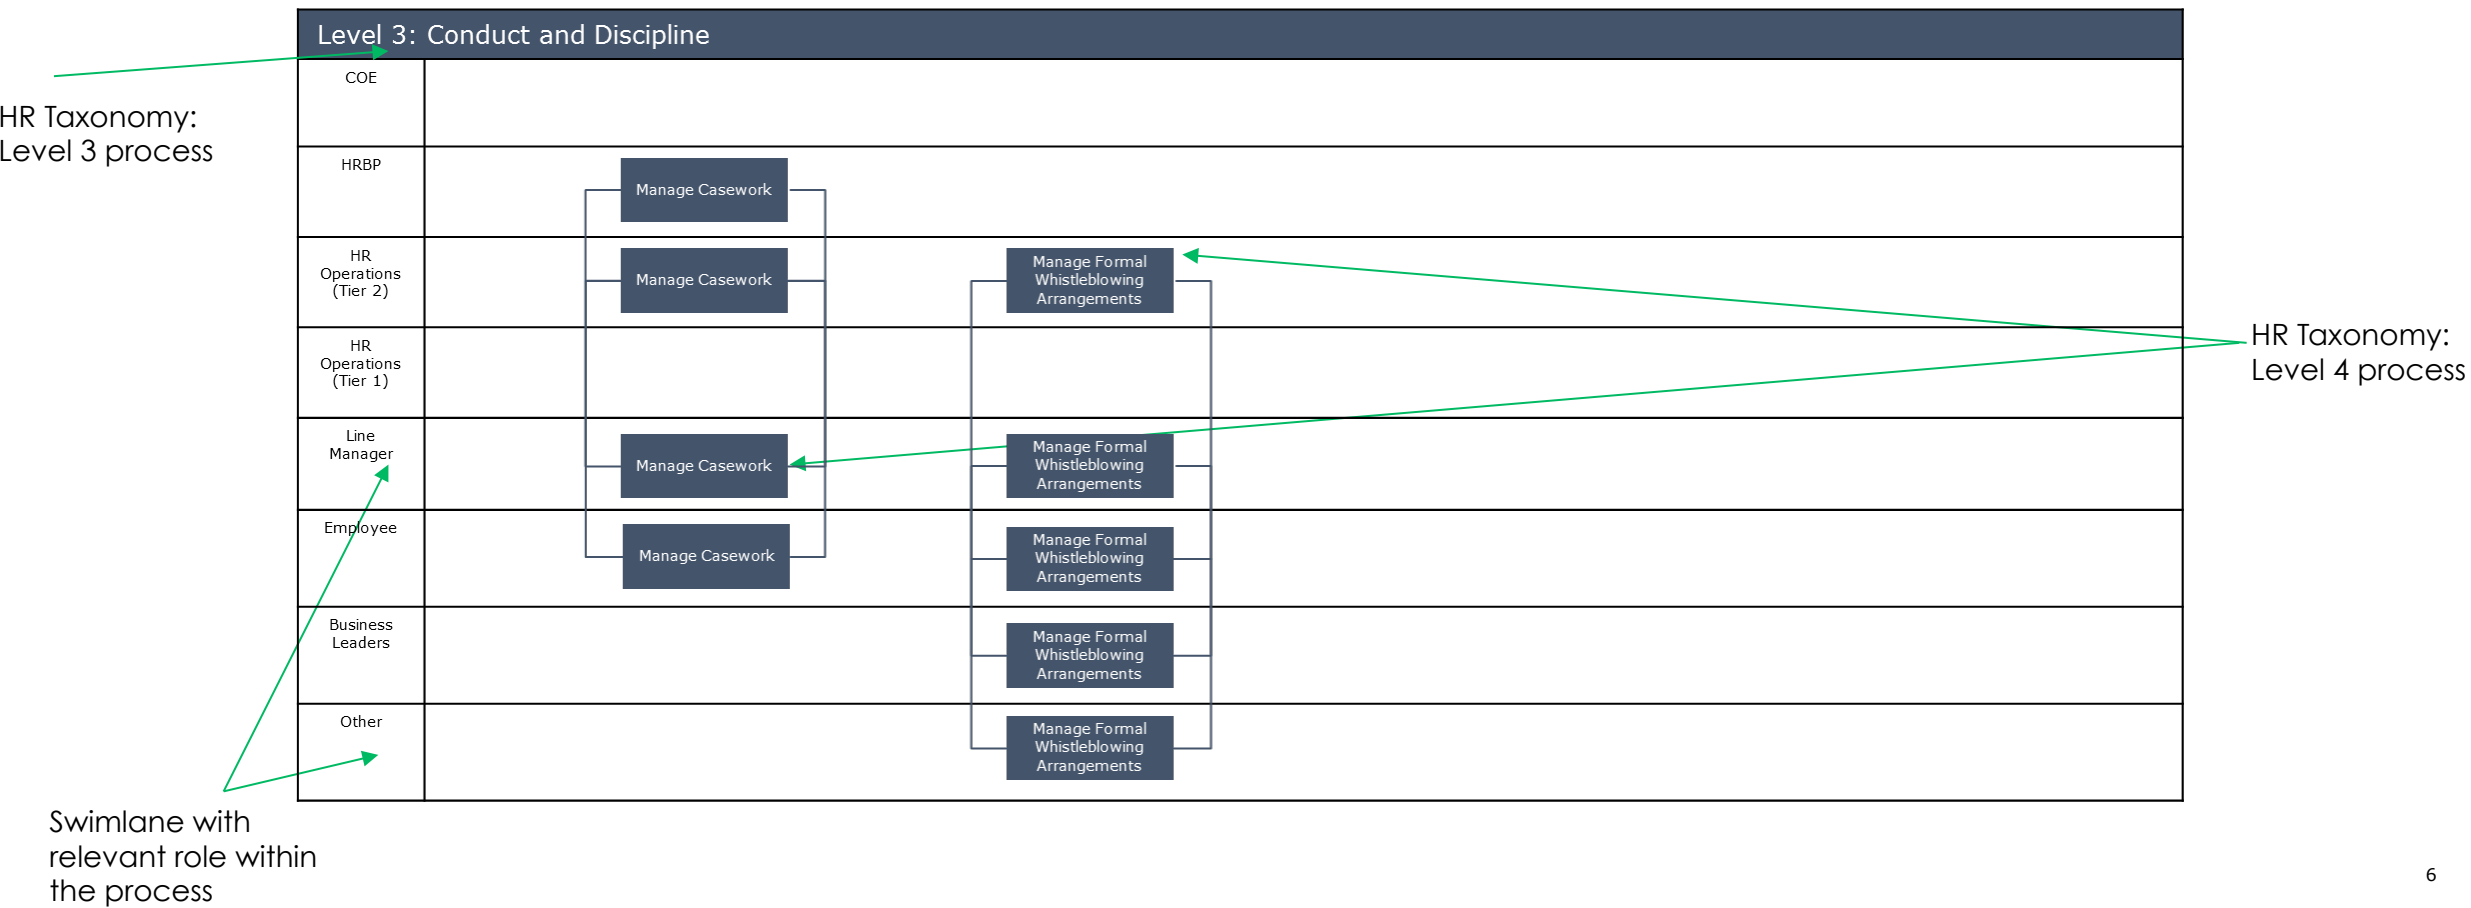 Level 3: Conduct and Discipline
HR Taxonomy:
Level 3 process
COE
HRBP
Manage Casework
HR
Operations
(Tier 2)
Manage Casework
Manage Formal
Whistleblowing
Arrangements
HR
Operations
(Tier 1)
HR Taxonomy:
Level 4 process
Line
Manager
Manage Casework
Manage Formal
Whistleblowing
Arrangements
Employee
Manage Casework
Manage Formal
Whistleblowing
Arrangements
Business
Leaders
Manage Formal
Whistleblowing
Arrangements
Other
Manage Formal
Whistleblowing
Arrangements
Swimlane with
relevant role within
the process
6